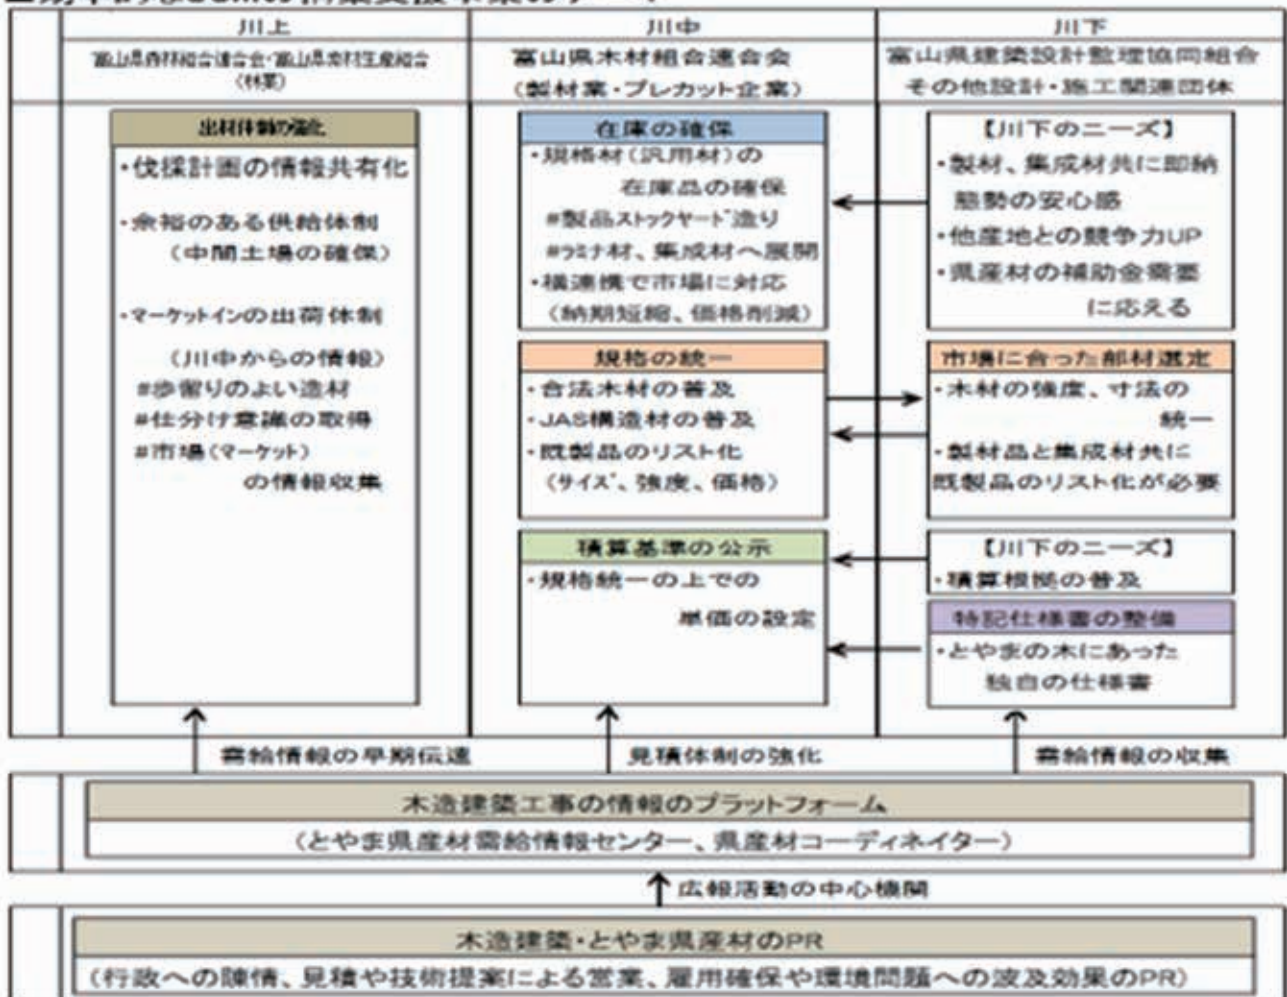 川上
富山県森林組合連合会・富山県素材生産組合
(林業)
出材体制の強化
・伐採計画の情報共有化
・余裕のある供給体制
(中間土場の確保)
・マーケットインの出荷体制
(川中からの情報)
#歩留りのよい造材
#仕分け意識の取得
#市場(マーケット)
の情報収集
川中
富山県木材組合連合会
(製材業・プレカット企業)
在庫の確保
・規格材(汎用材)の
在庫品の確保
#製品ストックヤード造り
#ラミナ材、集成材へ展開
・横連携で市場に対応
(納期短縮、価格削減)
規格の統一
・合法木材の普及
・JAS構造材の普及
・既製品のリスト化
(サイズ、強度、価格)
積算基準の公示
・規格統一の上での
単価の設定
川下
富山県建築設計監理協同組合
その他設計・施工関連団体
【川下のニーズ】
・製材、集成材共に即納
態勢の安心感
・他産地との競争力UP
・県産材の補助金需要
に応える
市場に合った部材選定
・木材の強度、寸法の
統一
・製材品と集成材共に
既製品のリスト化が必要
【川下のニーズ】
・積算根拠の普及
特記仕様書の整備
・とやまの木にあった
独自の仕様書
需給情報の早期伝達
見積体制の強化
需給情報の収集
木造建築工事の情報のプラットフォーム
(とやま県産材需給情報センター、県産材コーディネイター)
広報活動の中心機関
木造建築・とやま県産材のPR
(行政への陳情、見積や技術提案による営業、雇用確保や環境問題への波及効果のPR)